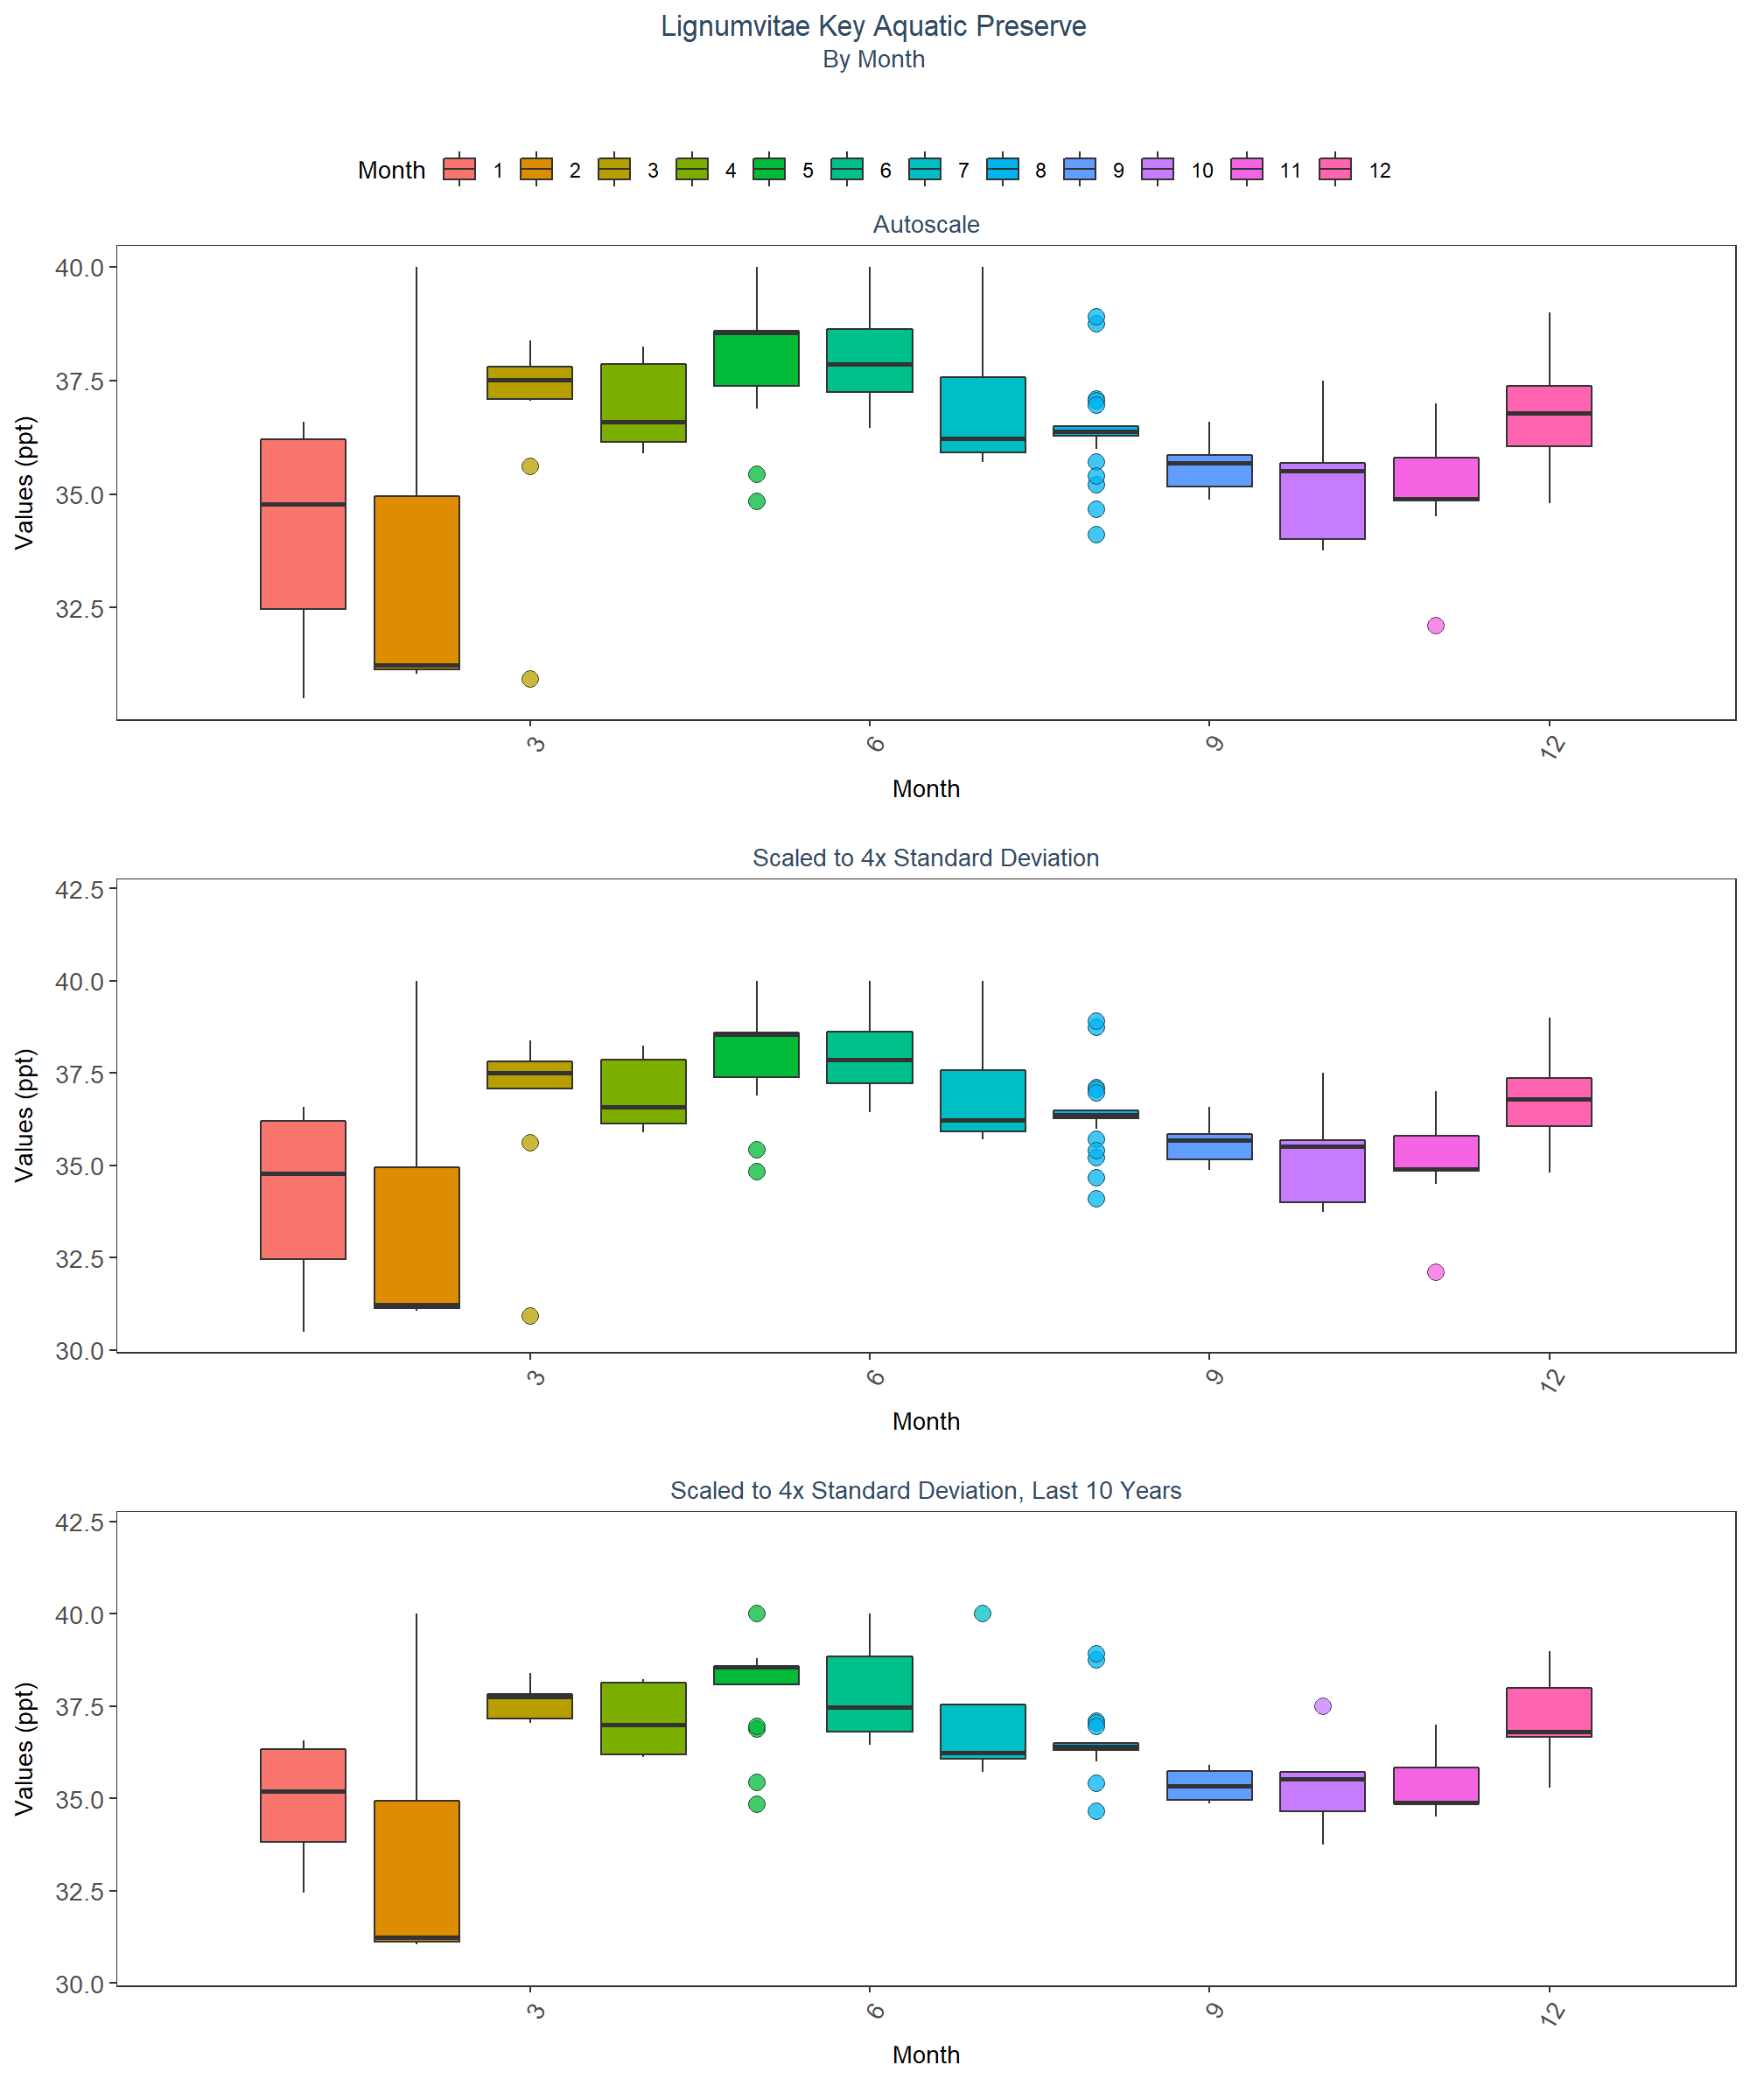 Lignumvitae Key Aquatic Preserve
By Month
Month 1 2 3 4 5 6 7 8 9 10 11 12
Autoscale
Values (ppt)
40.0
37.5
35.0
32.5
3 6 9 12
Month
Scaled to 4x Standard Deviation
Values (ppt)
42.5
40.0
37.5
35.0
32.5
30.0
3 6 9 12
Month
Scaled to 4x Standard Deviation, Last 10 Years
Values (ppt)
42.5
40.0
37.5
35.0
32.5
30.0
3 6 9 12
Month